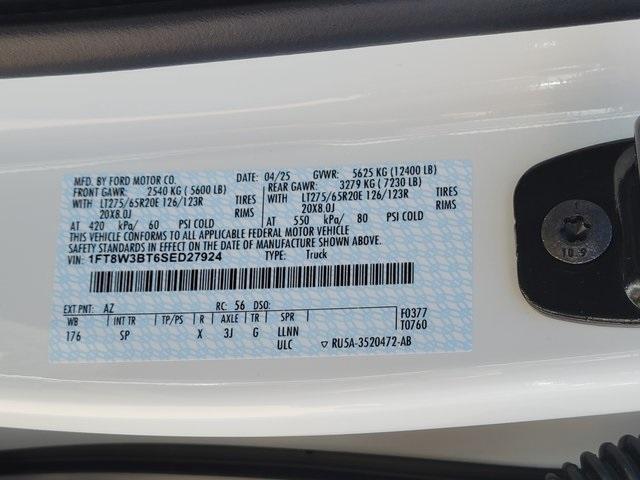 MFD. BY FORD MOTOR CO. DATE: 04/25 GVWR: 5625 KG (12400 LB)
FRONT GAWR: 2540 KG (5600 LB) REAR GAWR: 3279 KG (7230 LB)
WITH LT275/65R20E 126/123R TIRES WITH LT275/65R20E 126/123R TIRES
20X8.0J RIMS 20X8.0J RIMS
AT 420 kPa/ 60 PSI COLD AT 550 kPa/ 80 PSI COLD
THIS VEHICLE CONFORMS TO ALL APPLICABLE FEDERAL MOTOR VEHICLE
SAFETY STANDARDS IN EFFECT ON THE DATE OF MANUFACTURE SHOWN ABOVE.
VIN: 1FT8W3BT6SED27924 TYPE: Truck
EXT PNT: AZ RC: 56 DSO: F0377
WB INT TR TP/PS R AXLE TR SPR T0760
176 SP X 3J G LLNN
ULC ▽ RU5A-3520472-AB
10.9